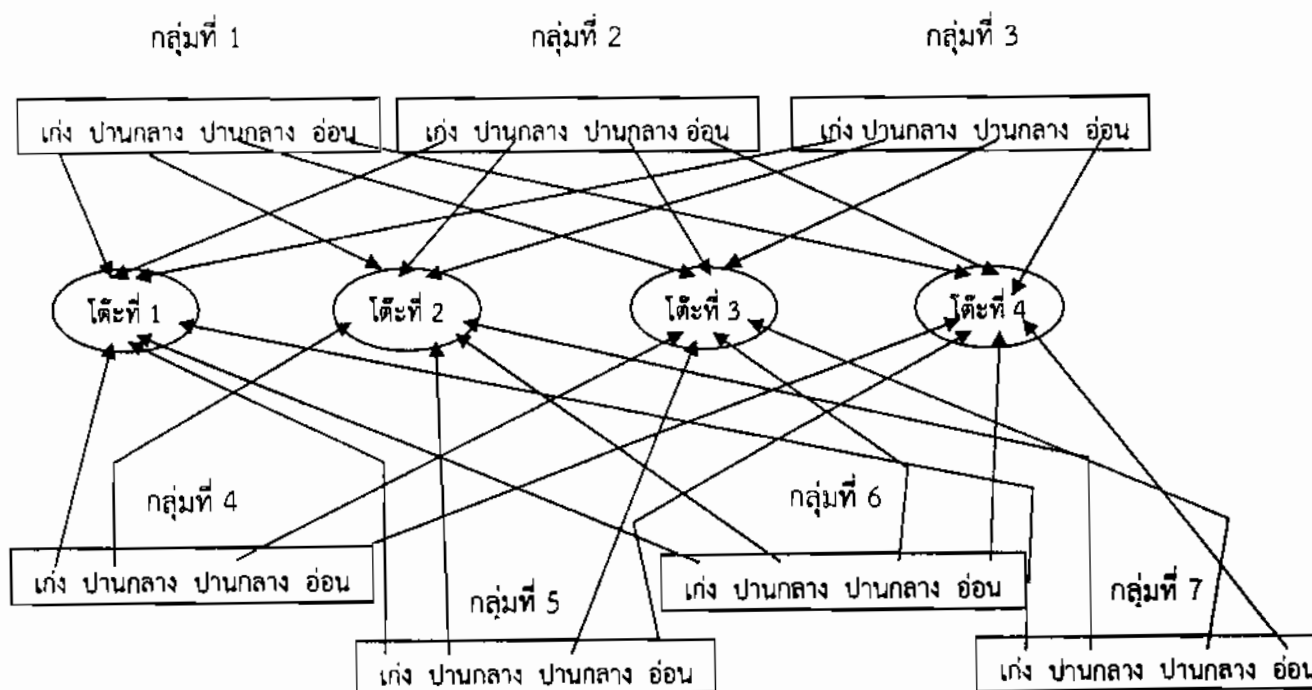 กลุ่มที่ 1 กลุ่มที่ 2 กลุ่มที่ 3
เก่ง ปานกลาง ปานกลาง อ่อน เก่ง ปานกลาง ปานกลาง อ่อน เก่ง ปานกลาง ปานกลาง อ่อน
โต๊ะที่ 1 โต๊ะที่ 2 โต๊ะที่ 3 โต๊ะที่ 4
กลุ่มที่ 4 กลุ่มที่ 6
เก่ง ปานกลาง ปานกลาง อ่อน เก่ง ปานกลาง ปานกลาง อ่อน
กลุ่มที่ 5 กลุ่มที่ 7
เก่ง ปานกลาง ปานกลาง อ่อน เก่ง ปานกลาง ปานกลาง อ่อน